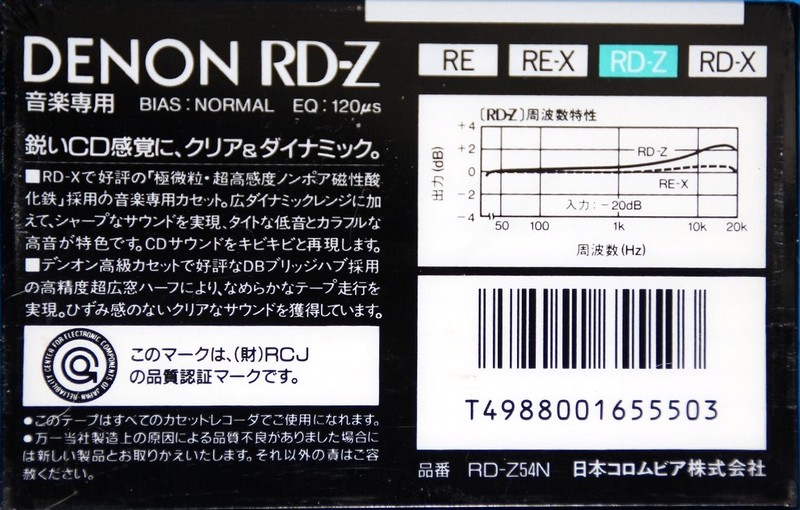 DENON RD-Z
音楽専用 BIAS:NORMAL EQ:120μs
鋭いCD感覚に、クリア&ダイナミック。
■RD-Xで好評の「極微粒・超高感度ノンポア磁性酸
化鉄」採用の音楽専用カセット。広ダイナミックレンジに加
えて、シャープなサウンドを実現、タイトな低音とカラフルな
高音が特色です。CDサウンドをキビキビと再現します。
■デンオン高級カセットで好評なDBブリッジハブ採用
の高精度超広窓ハーフにより、なめらかなテープ走行を
実現。ひずみ感のないクリアなサウンドを獲得しています。
RELIABILITY CENTER FOR ELECTRONIC COMPONENTS OF JAPAN
このマークは、(財)RCJ
の品質認証マークです。
●このテープはすべてのカセットレコーダでご使用になれます。
●万一当社製造上の原因による品質不良がありました場合に
は新しい製品とお取りかえいたします。それ以外の責はご容
赦ください。
RE RE-X RD-Z RD-X
〔RD-Z〕周波数特性
出力(dB)
+4
+2
0
−2
−4
RD-Z
RE-X
入力:−20dB
50 100 1k 10k 20k
周波数(Hz)
T4988001655503
品番 RD-Z54N 日本コロムビア株式会社